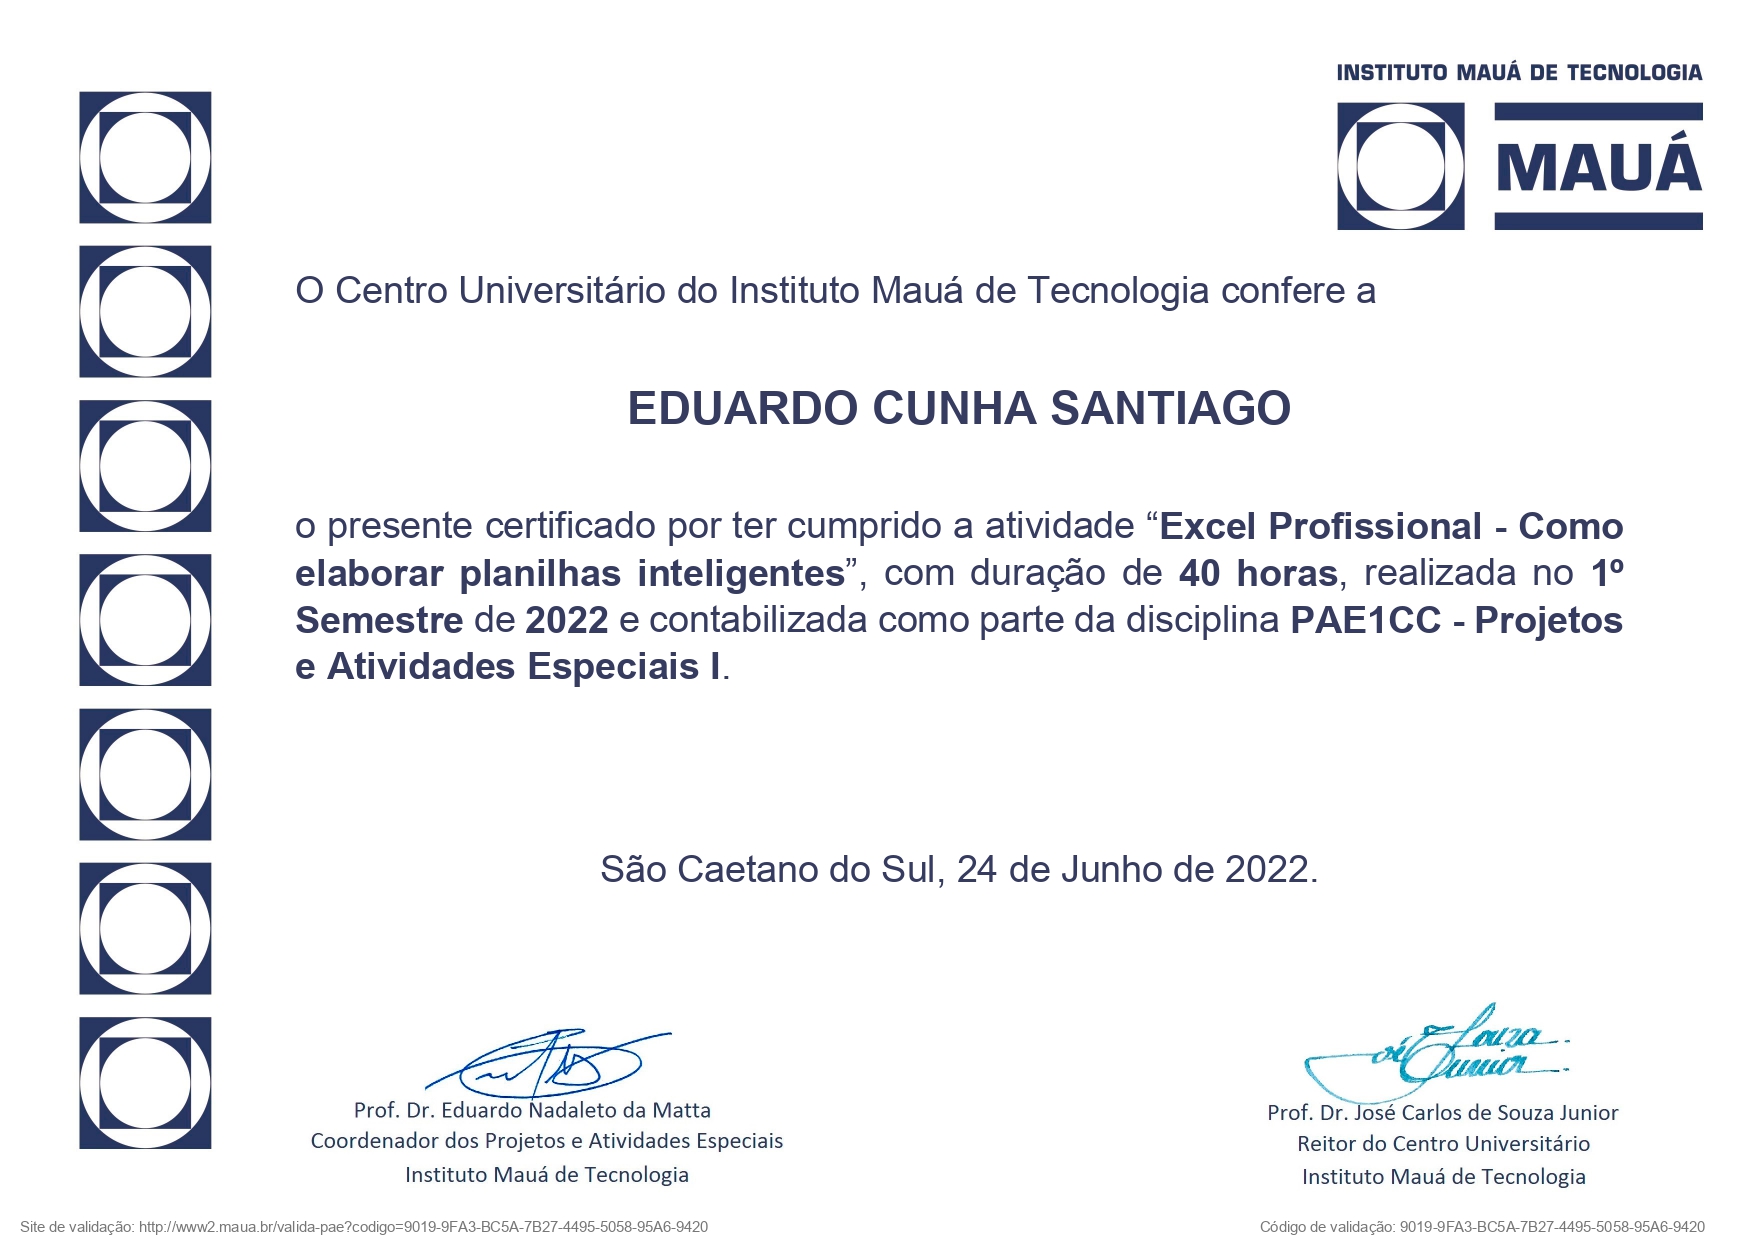 INSTITUTO MAUÁ DE TECNOLOGIA
MAUÁ
O Centro Universitário do Instituto Mauá de Tecnologia confere a
EDUARDO CUNHA SANTIAGO
o presente certificado por ter cumprido a atividade “Excel Profissional - Como
elaborar planilhas inteligentes”, com duração de 40 horas, realizada no 1º
Semestre de 2022 e contabilizada como parte da disciplina PAE1CC - Projetos
e Atividades Especiais I.
São Caetano do Sul, 24 de Junho de 2022.
Souza
Junior
Prof. Dr. Eduardo Nadaleto da Matta
Coordenador dos Projetos e Atividades Especiais
Instituto Mauá de Tecnologia
Prof. Dr. José Carlos de Souza Junior
Reitor do Centro Universitário
Instituto Mauá de Tecnologia
Site de validação: http://www2.maua.br/valida-pae?codigo=9019-9FA3-BC5A-7B27-4495-5058-95A6-9420
Código de validação: 9019-9FA3-BC5A-7B27-4495-5058-95A6-9420